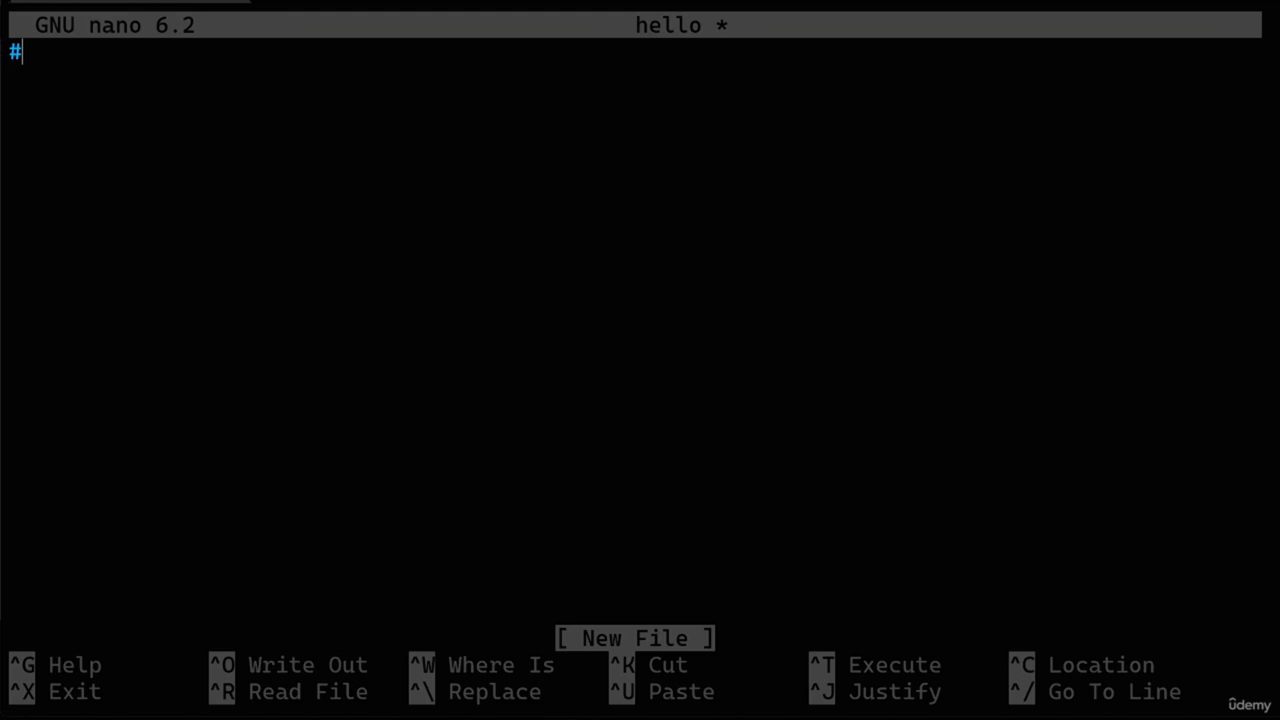 GNU nano 6.2 hello *
#
[ New File ]
^G Help ^O Write Out ^W Where Is ^K Cut ^T Execute ^C Location
^X Exit ^R Read File ^\ Replace ^U Paste ^J Justify ^/ Go To Line
ûdemy